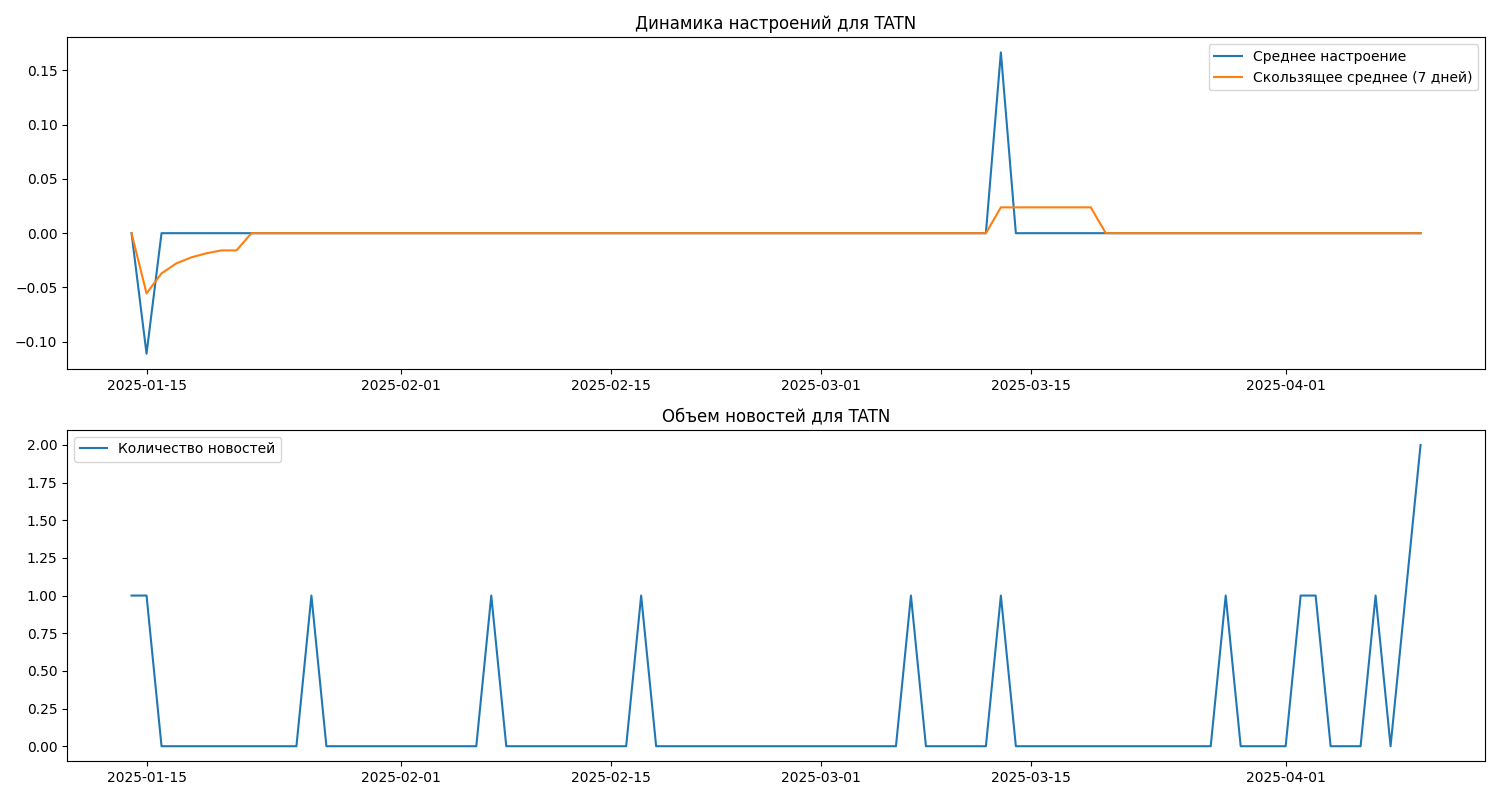 Динамика настроений для TATN
Среднее настроение
Скользящее среднее (7 дней)
0.15
0.10
0.05
0.00
−0.05
−0.10
2025-01-15 2025-02-01 2025-02-15 2025-03-01 2025-03-15 2025-04-01
Объем новостей для TATN
Количество новостей
2.00
1.75
1.50
1.25
1.00
0.75
0.50
0.25
0.00
2025-01-15 2025-02-01 2025-02-15 2025-03-01 2025-03-15 2025-04-01